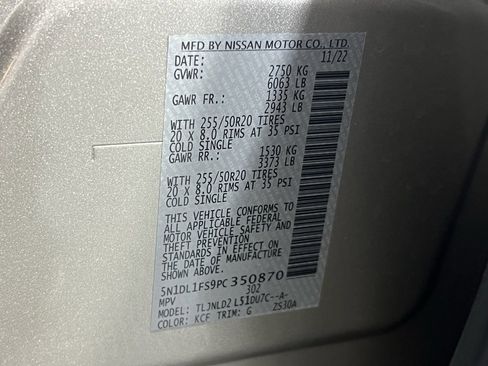 MFD BY NISSAN MOTOR CO., LTD.
DATE: 11/22
GVWR: 2750 KG
6063 LB
GAWR FR.: 1335 KG
2943 LB
WITH 255/50R20 TIRES
20 X 8.0 RIMS AT 35 PSI
COLD SINGLE
GAWR RR.: 1530 KG
3373 LB
WITH 255/50R20 TIRES
20 X 8.0 RIMS AT 35 PSI
COLD SINGLE
THIS VEHICLE CONFORMS TO
ALL APPLICABLE FEDERAL
MOTOR VEHICLE SAFETY AND
THEFT PREVENTION
STANDARDS IN EFFECT ON
THE DATE OF MANUFACTURE
SHOWN ABOVE.
5N1DL1FS9PC350870
MPV 302
MODEL: TLJNLD2 L51DU7C--A-
COLOR: KCF TRIM: G ZS30A